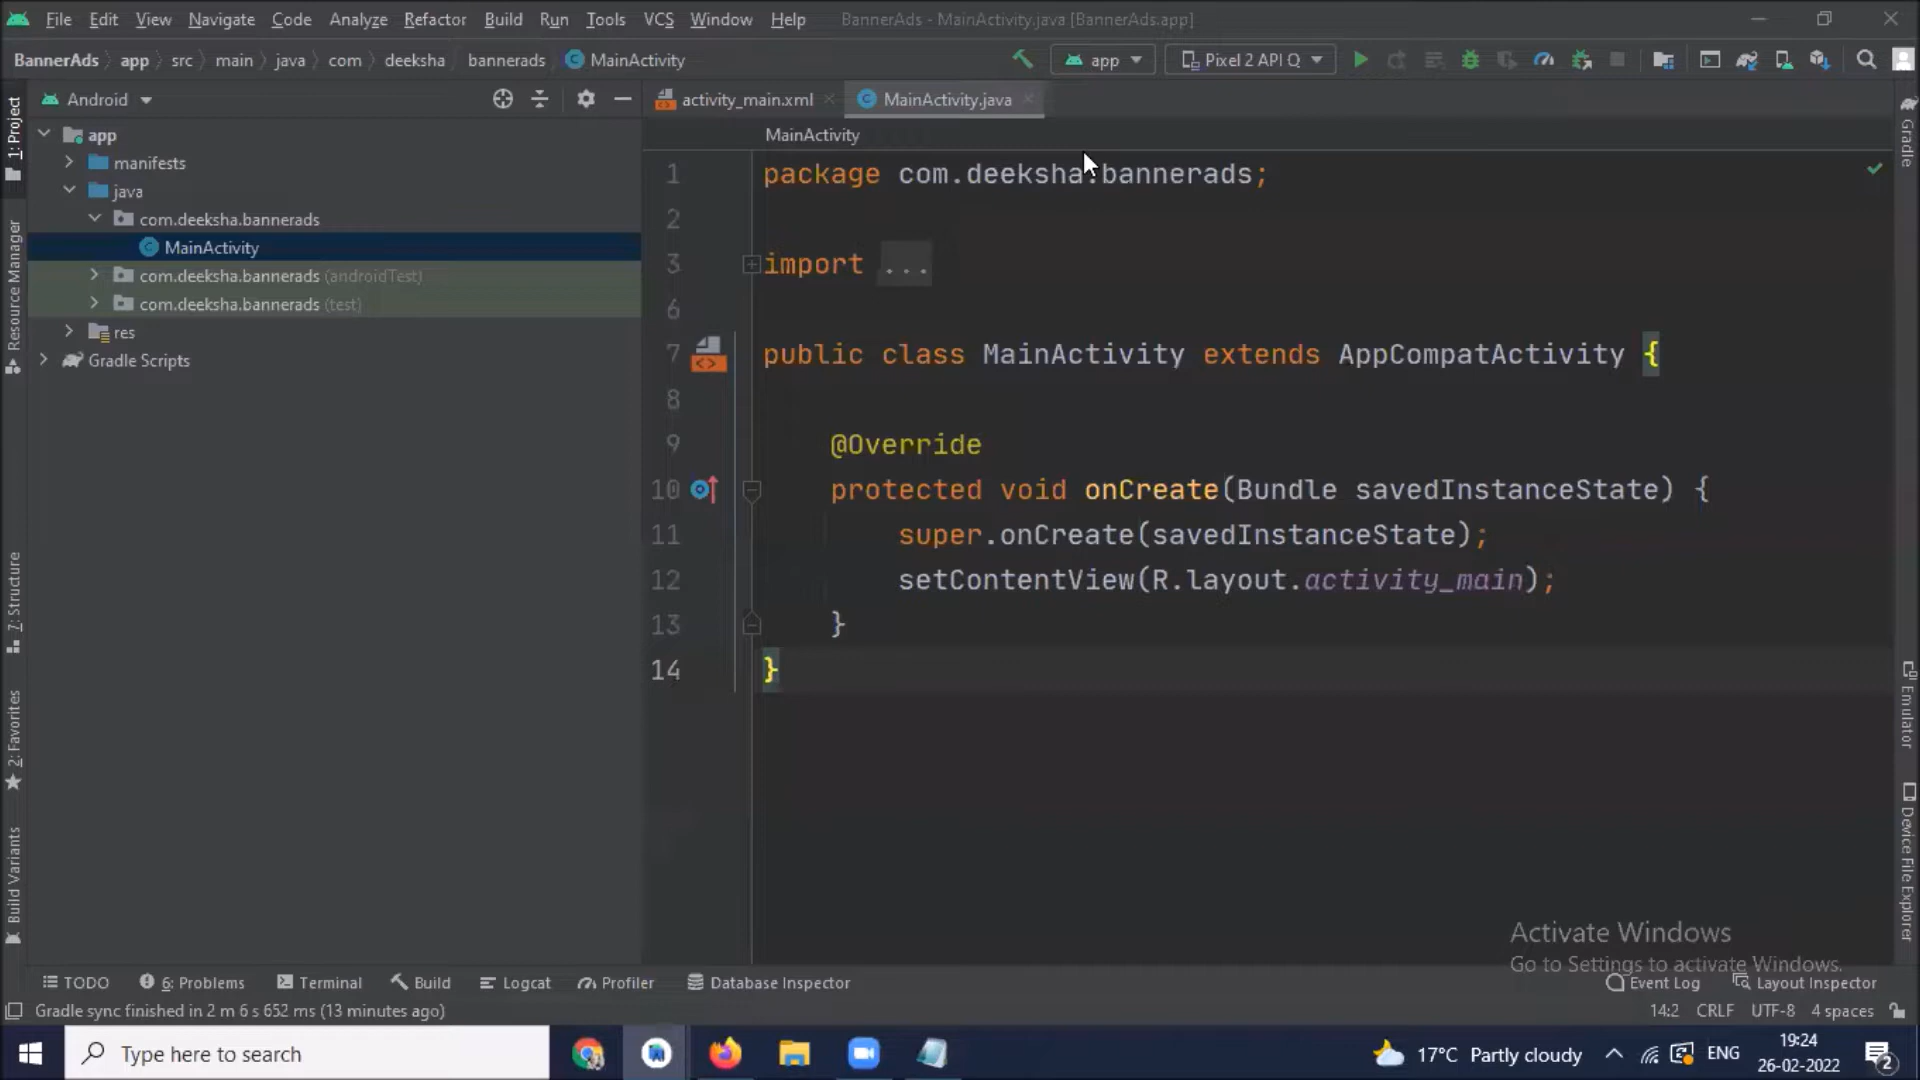 File Edit View Navigate Code Analyze Refactor Build Run Tools VCS Window Help BannerAds - MainActivity.java [BannerAds.app]
BannerAds app src main java com deeksha bannerads MainActivity app Pixel 2 API Q
Android activity_main.xml MainActivity.java
1: Project
Resource Manager
7: Structure
2: Favorites
Build Variants
app
manifests
java
com.deeksha.bannerads
MainActivity
com.deeksha.bannerads (androidTest)
com.deeksha.bannerads (test)
res
Gradle Scripts
MainActivity
1 package com.deeksha.bannerads;
2
3 import ...
6
7 public class MainActivity extends AppCompatActivity {
8
9 @Override
10 protected void onCreate(Bundle savedInstanceState) {
11 super.onCreate(savedInstanceState);
12 setContentView(R.layout.activity_main);
13 }
14 }
Gradle
Emulator
Device File Explorer
Activate Windows
Go to Settings to activate Windows.
TODO 6: Problems Terminal Build Logcat Profiler Database Inspector Event Log Layout Inspector
Gradle sync finished in 2 m 6 s 652 ms (13 minutes ago) 14:2 CRLF UTF-8 4 spaces
Type here to search 17°C Partly cloudy ENG 19:24
26-02-2022 2